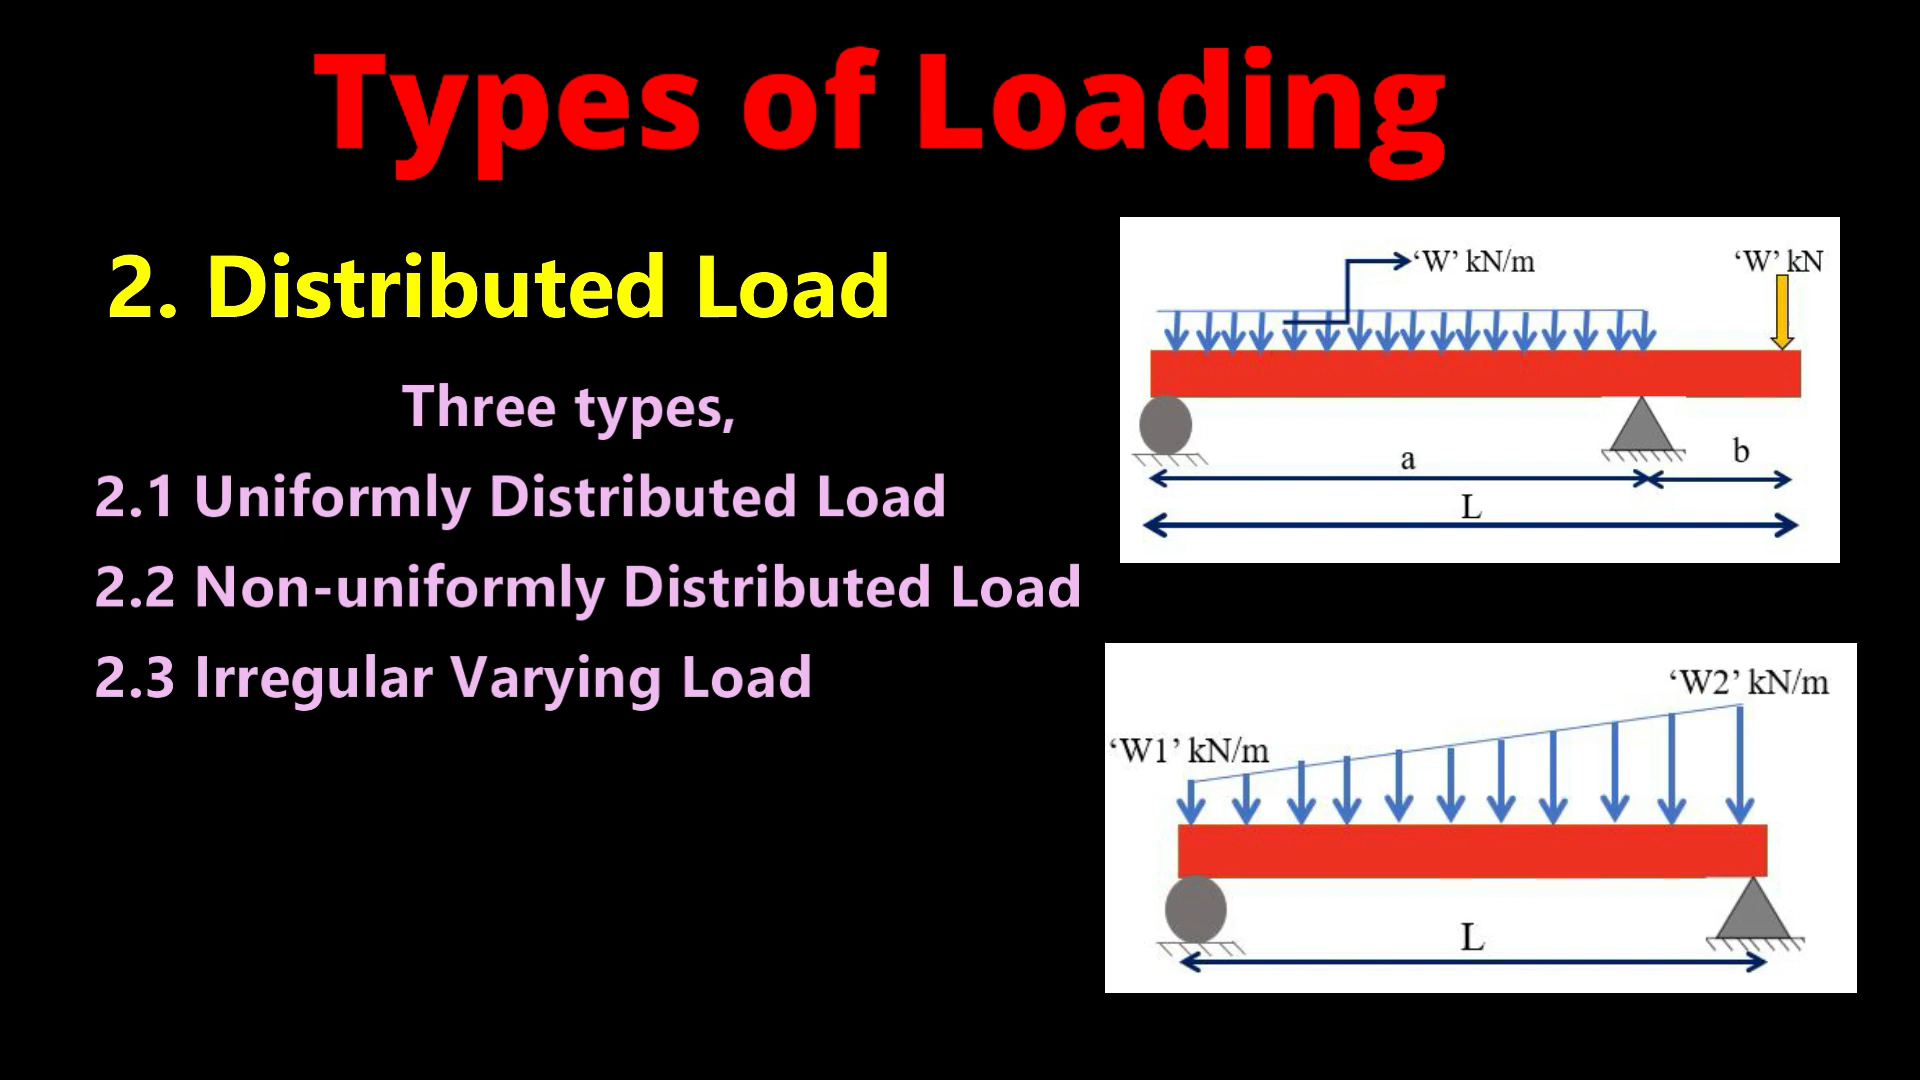 Types of Loading
2. Distributed Load
Three types,
2.1 Uniformly Distributed Load
2.2 Non-uniformly Distributed Load
2.3 Irregular Varying Load
‘W’ kN/m
‘W’ kN
a
b
L
‘W2’ kN/m
‘W1’ kN/m
L